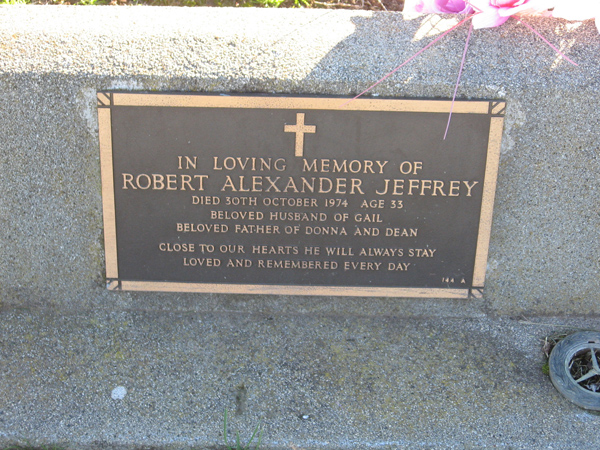 IN LOVING MEMORY OF
ROBERT ALEXANDER JEFFREY
DIED 30TH OCTOBER 1974 AGE 33
BELOVED HUSBAND OF GAIL
BELOVED FATHER OF DONNA AND DEAN
CLOSE TO OUR HEARTS HE WILL ALWAYS STAY
LOVED AND REMEMBERED EVERY DAY
144 A